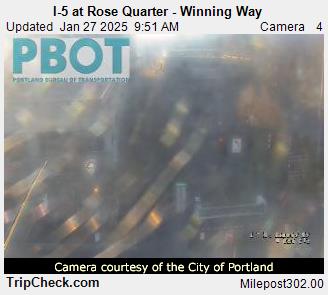 I-5 at Rose Quarter - Winning Way
Updated Jan 27 2025 9:51 AM Camera 4
PBOT
PORTLAND BUREAU OF TRANSPORTATION
Camera courtesy of the City of Portland
TripCheck.com Milepost302.00